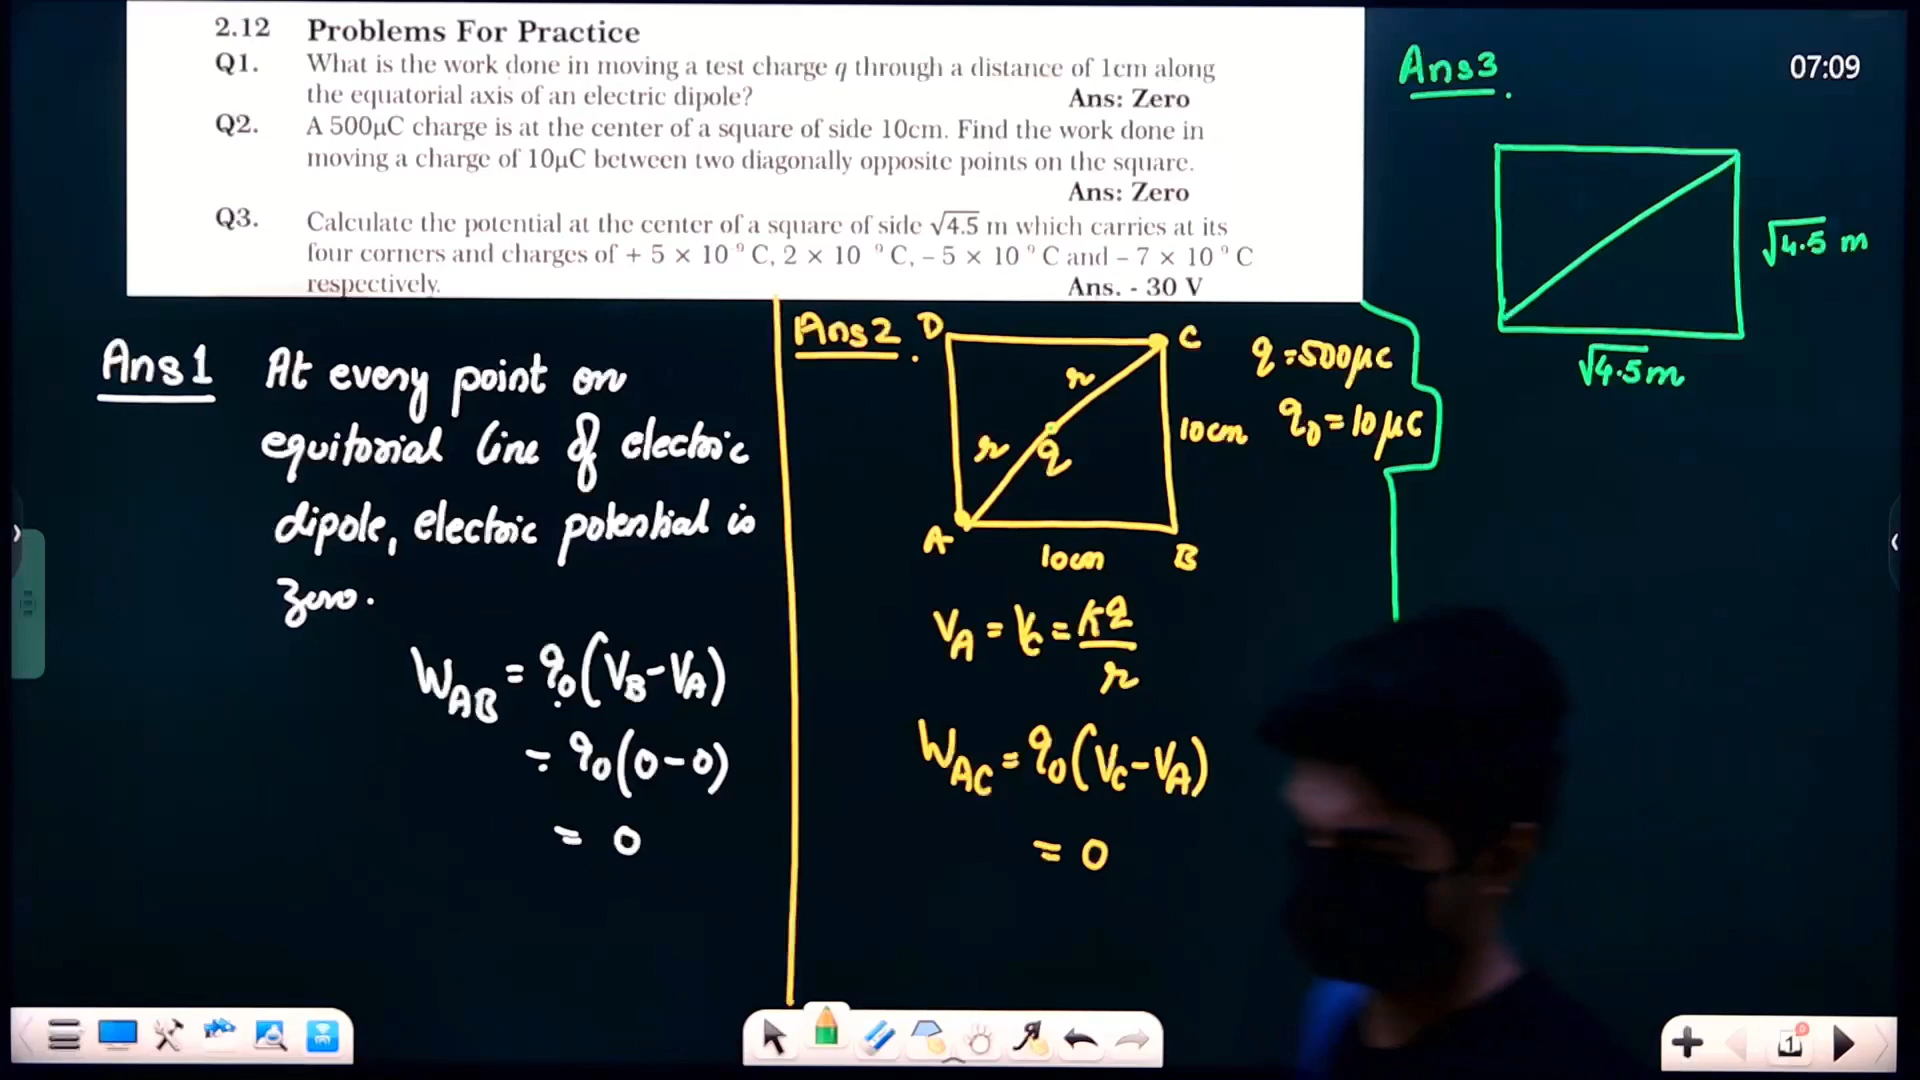 2.12 Problems For Practice
Q1. What is the work done in moving a test charge q through a distance of 1cm along
the equatorial axis of an electric dipole? Ans: Zero
Q2. A 500μC charge is at the center of a square of side 10cm. Find the work done in
moving a charge of 10μC between two diagonally opposite points on the square.
Ans: Zero
Q3. Calculate the potential at the center of a square of side √4.5 m which carries at its
four corners and charges of + 5 × 10⁻⁹ C, 2 × 10 ⁹ C, – 5 × 10 ⁹ C and – 7 × 10 ⁹ C
respectively. Ans. - 30 V
Ans1 At every point on
equitorial line of electric
dipole, electric potential is
zero.
W_AB = q₀(V_B - V_A)
= q₀(0-0)
= 0
Ans2. D C
q = 500μc
q₀ = 10μc
r
r
q
10cm
A B
10cm
V_A = V_C = Kq/r
W_AC = q₀(V_C - V_A)
= 0
Ans3.
07:09
√4.5 m
√4.5m
1